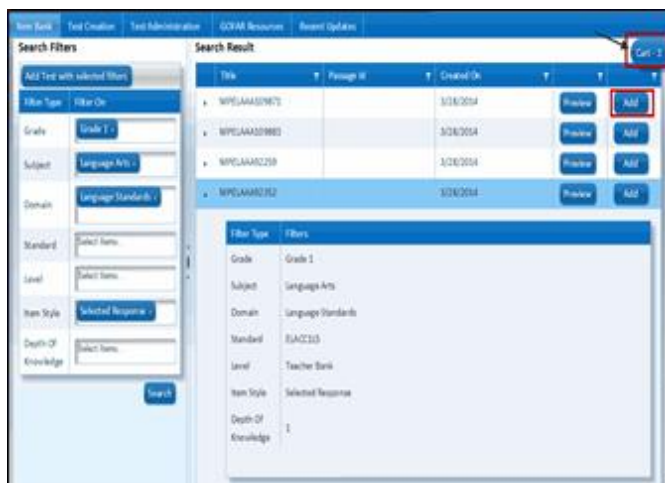 Item Bank Test Creation Test Administration GOFAR Resources Recent Updates
Search Filters
Add Test with selected filters
Filter Type Filter On
Grade Grade 1
Subject Language Arts
Domain Language Standards
Standard Select Items
Level Select Items
Item Style Selected Response
Depth Of Knowledge Select Items
Search
Search Result
Cart -
Title Passage Id Created On
3/28/2014 Preview Add
3/28/2014 Preview Add
3/28/2014 Preview Add
3/28/2014 Preview Add
Filter Type Filters
Grade Grade 1
Subject Language Arts
Domain Language Standards
Standard
Level Teacher Bank
Item Style Selected Response
Depth Of Knowledge 1